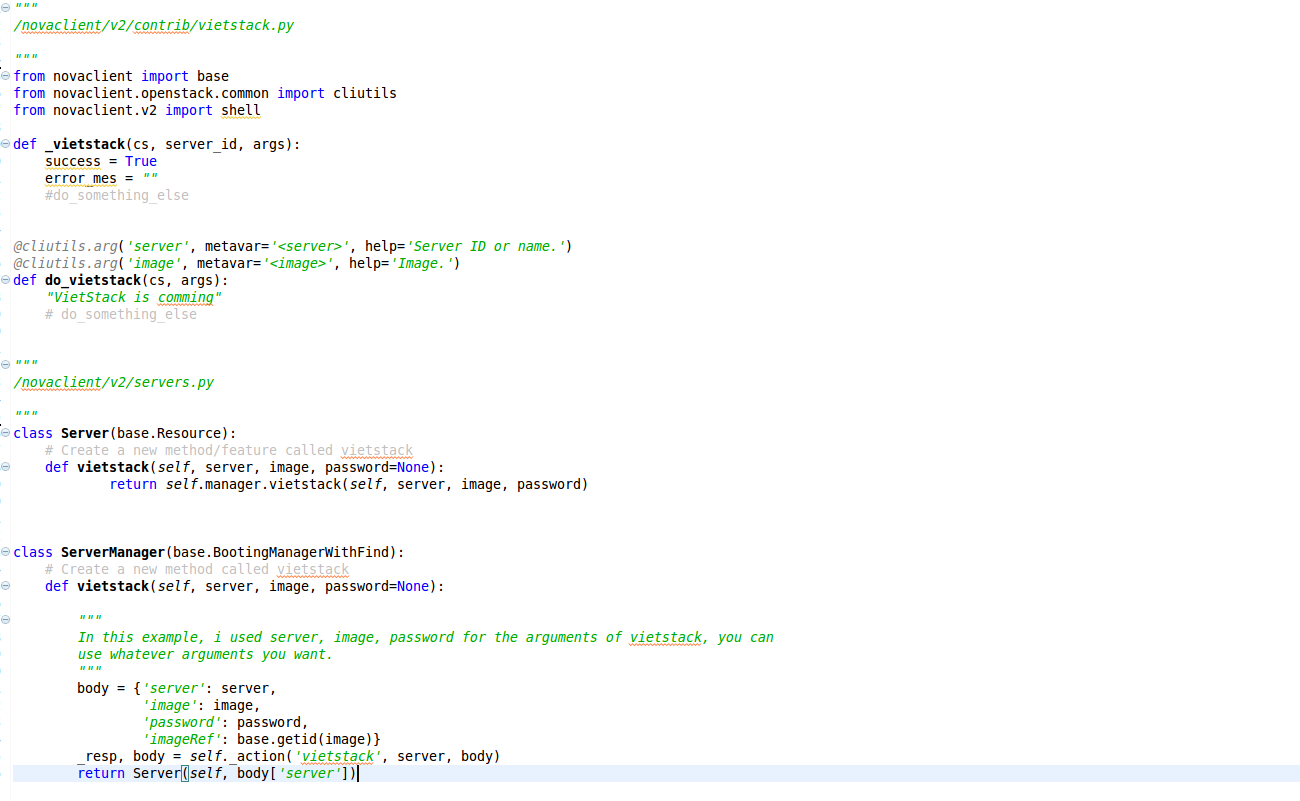 """
/novaclient/v2/contrib/vietstack.py
"""
from novaclient import base
from novaclient.openstack.common import cliutils
from novaclient.v2 import shell
def _vietstack(cs, server_id, args):
    success = True
    error_mes = ""
    #do_something_else
@cliutils.arg('server', metavar='<server>', help='Server ID or name.')
@cliutils.arg('image', metavar='<image>', help='Image.')
def do_vietstack(cs, args):
    "VietStack is comming"
    # do_something_else
"""
/novaclient/v2/servers.py
"""
class Server(base.Resource):
    # Create a new method/feature called vietstack
    def vietstack(self, server, image, password=None):
            return self.manager.vietstack(self, server, image, password)
class ServerManager(base.BootingManagerWithFind):
    # Create a new method called vietstack
    def vietstack(self, server, image, password=None):
        """
        In this example, i used server, image, password for the arguments of vietstack, you can
        use whatever arguments you want.
        """
        body = {'server': server,
                'image': image,
                'password': password,
                'imageRef': base.getid(image)}
        _resp, body = self._action('vietstack', server, body)
        return Server(self, body['server'])